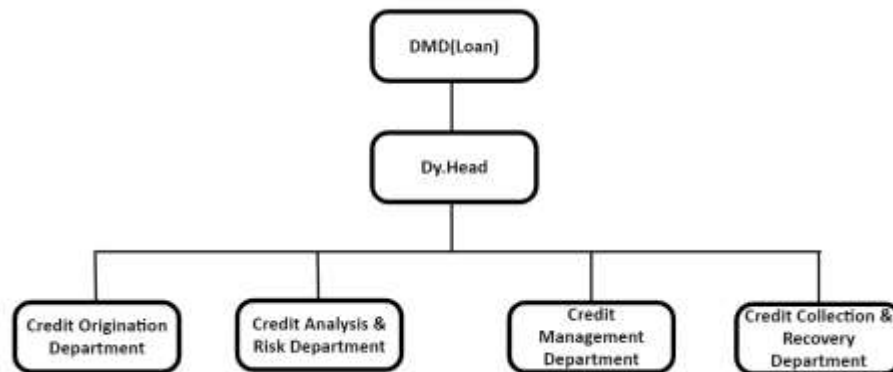 DMD(Loan)
Dy.Head
Credit Origination
Department
Credit Analysis &
Risk Department
Credit
Management
Department
Credit Collection &
Recovery
Department